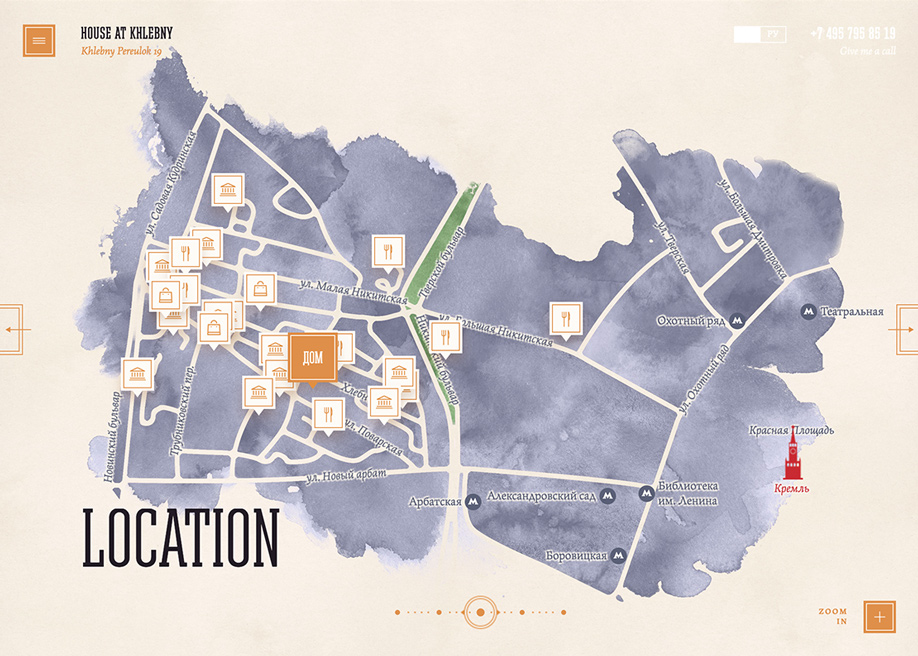 HOUSE AT KHLEBNY
Khlebny Pereulok 19
РУ
+7 495 795 85 19
Give me a call
ул. Садовая Кудринская
ул. Тверская
ул. Большая Дмитровка
Тверской бульвар
ул. Малая Никитская
ул. Большая Никитская
Никитский бульвар
Охотный ряд
Театральная
ДОМ
ул. Охотный ряд
Новинский бульвар
Трубниковский пер.
ул. Поварская
Красная Площадь
Кремль
ул. Новый арбат
Арбатская
Александровский сад
Библиотека
им. Ленина
Боровицкая
LOCATION
ZOOM
IN